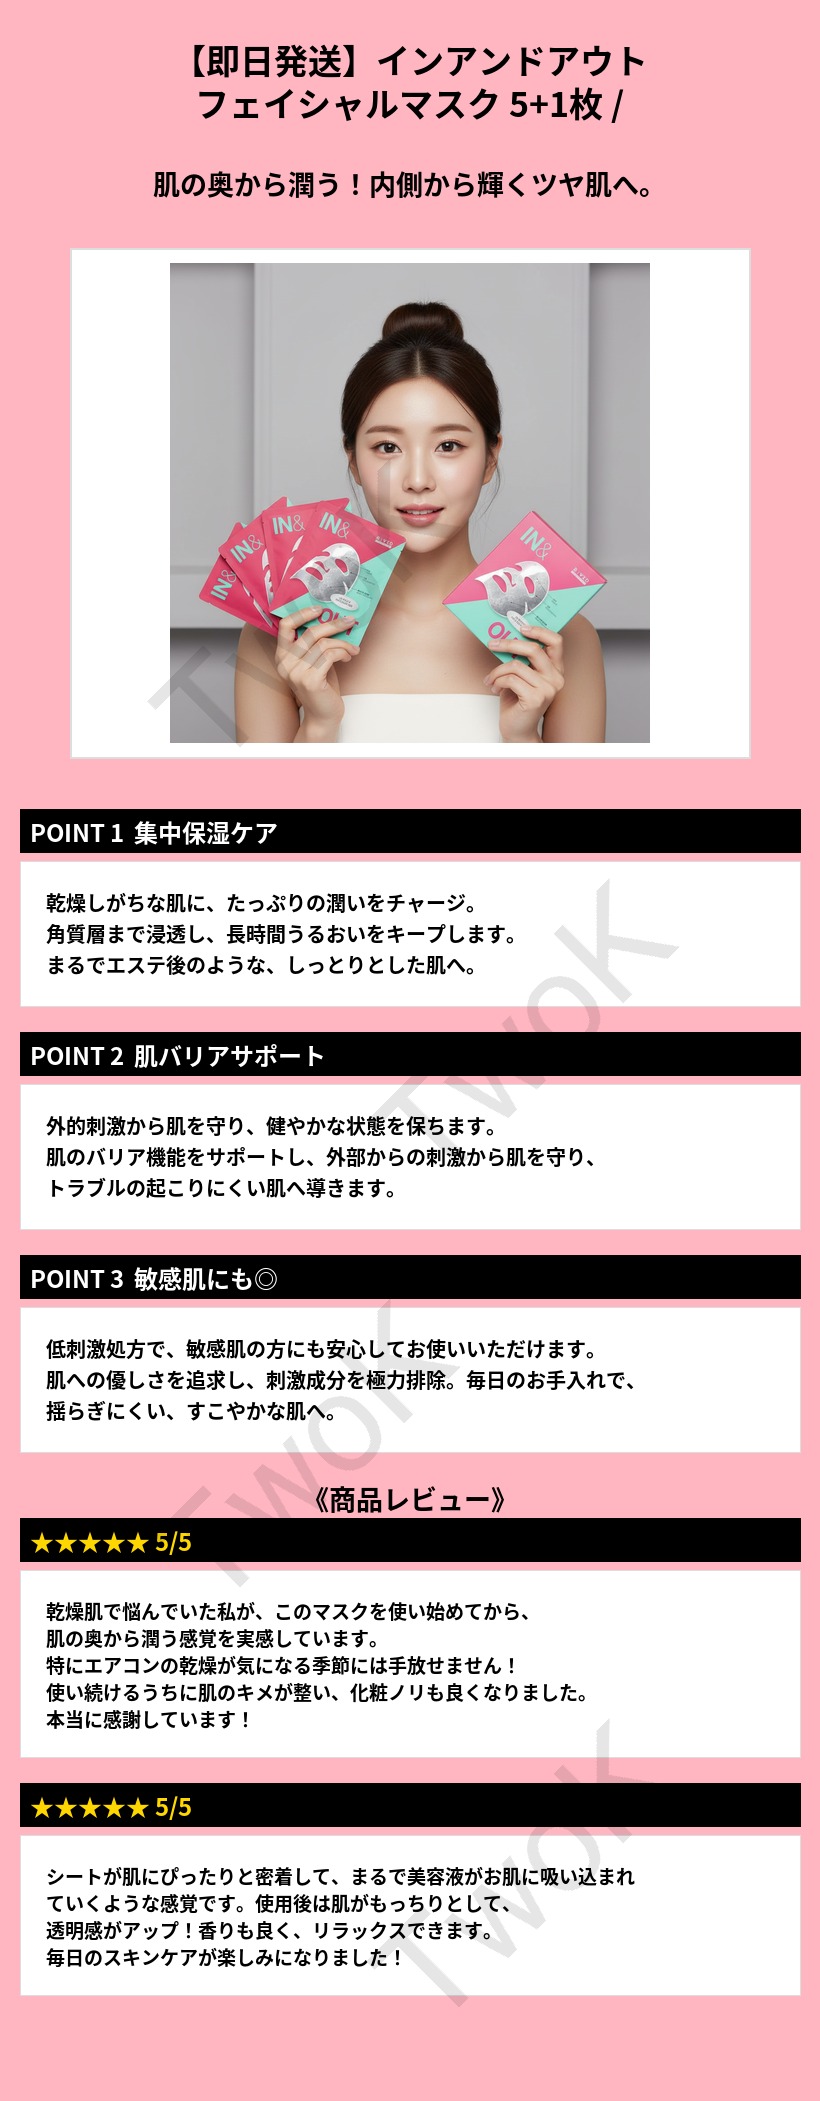 【即日発送】インアンドアウト
フェイシャルマスク 5+1枚 /
肌の奥から潤う！内側から輝くツヤ肌へ。
IN&
IN&
IN&
IN&
IN&
TwoK
POINT 1 集中保湿ケア
乾燥しがちな肌に、たっぷりの潤いをチャージ。
角質層まで浸透し、長時間うるおいをキープします。
まるでエステ後のような、しっとりとした肌へ。
TwoK
POINT 2 肌バリアサポート
外的刺激から肌を守り、健やかな状態を保ちます。
肌のバリア機能をサポートし、外部からの刺激から肌を守り、
トラブルの起こりにくい肌へ導きます。
POINT 3 敏感肌にも◎
低刺激処方で、敏感肌の方にも安心してお使いいただけます。
肌への優しさを追求し、刺激成分を極力排除。毎日のお手入れで、
揺らぎにくい、すこやかな肌へ。
TwoK
《商品レビュー》
★★★★★ 5/5
乾燥肌で悩んでいた私が、このマスクを使い始めてから、
肌の奥から潤う感覚を実感しています。
特にエアコンの乾燥が気になる季節には手放せません！
使い続けるうちに肌のキメが整い、化粧ノリも良くなりました。
本当に感謝しています！
★★★★★ 5/5
シートが肌にぴったりと密着して、まるで美容液がお肌に吸い込まれ
ていくような感覚です。使用後は肌がもっちりとして、
透明感がアップ！香りも良く、リラックスできます。
毎日のスキンケアが楽しみになりました！
TwoK